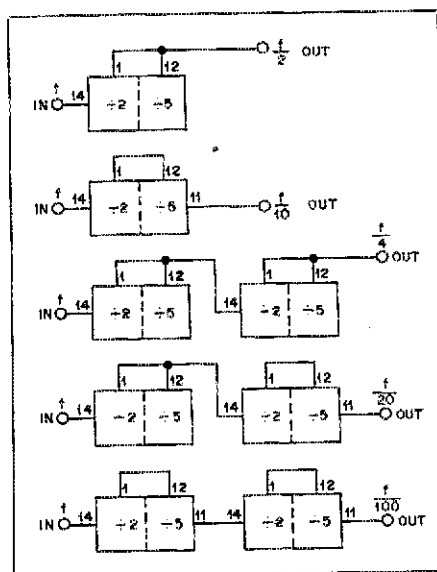 f/2 OUT
1 12
IN f 14 ÷2 ÷5
1 12
IN f 14 ÷2 ÷5 11 f/10 OUT
f/4 OUT
1 12 1 12
IN f 14 ÷2 ÷5 14 ÷2 ÷5
1 12 1 12
IN f 14 ÷2 ÷5 14 ÷2 ÷5 11 f/20 OUT
1 12 1 12
IN f 14 ÷2 ÷5 11 14 ÷2 ÷5 11 f/100 OUT